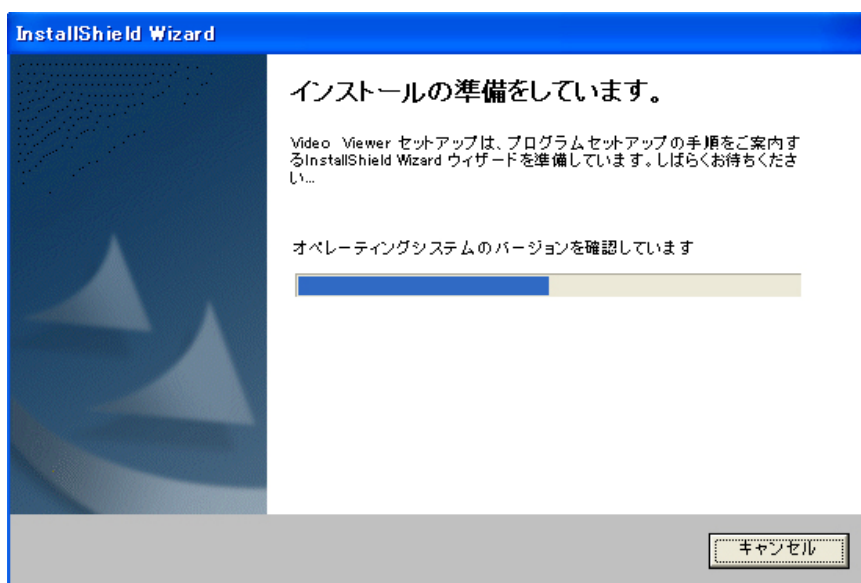 InstallShield Wizard
インストールの準備をしています。
Video Viewer セットアップは、プログラムセットアップの手順をご案内す
るInstallShield Wizard ウィザードを準備しています。しばらくお待ちくださ
い...
オペレーティングシステムのバージョンを確認しています
キャンセル